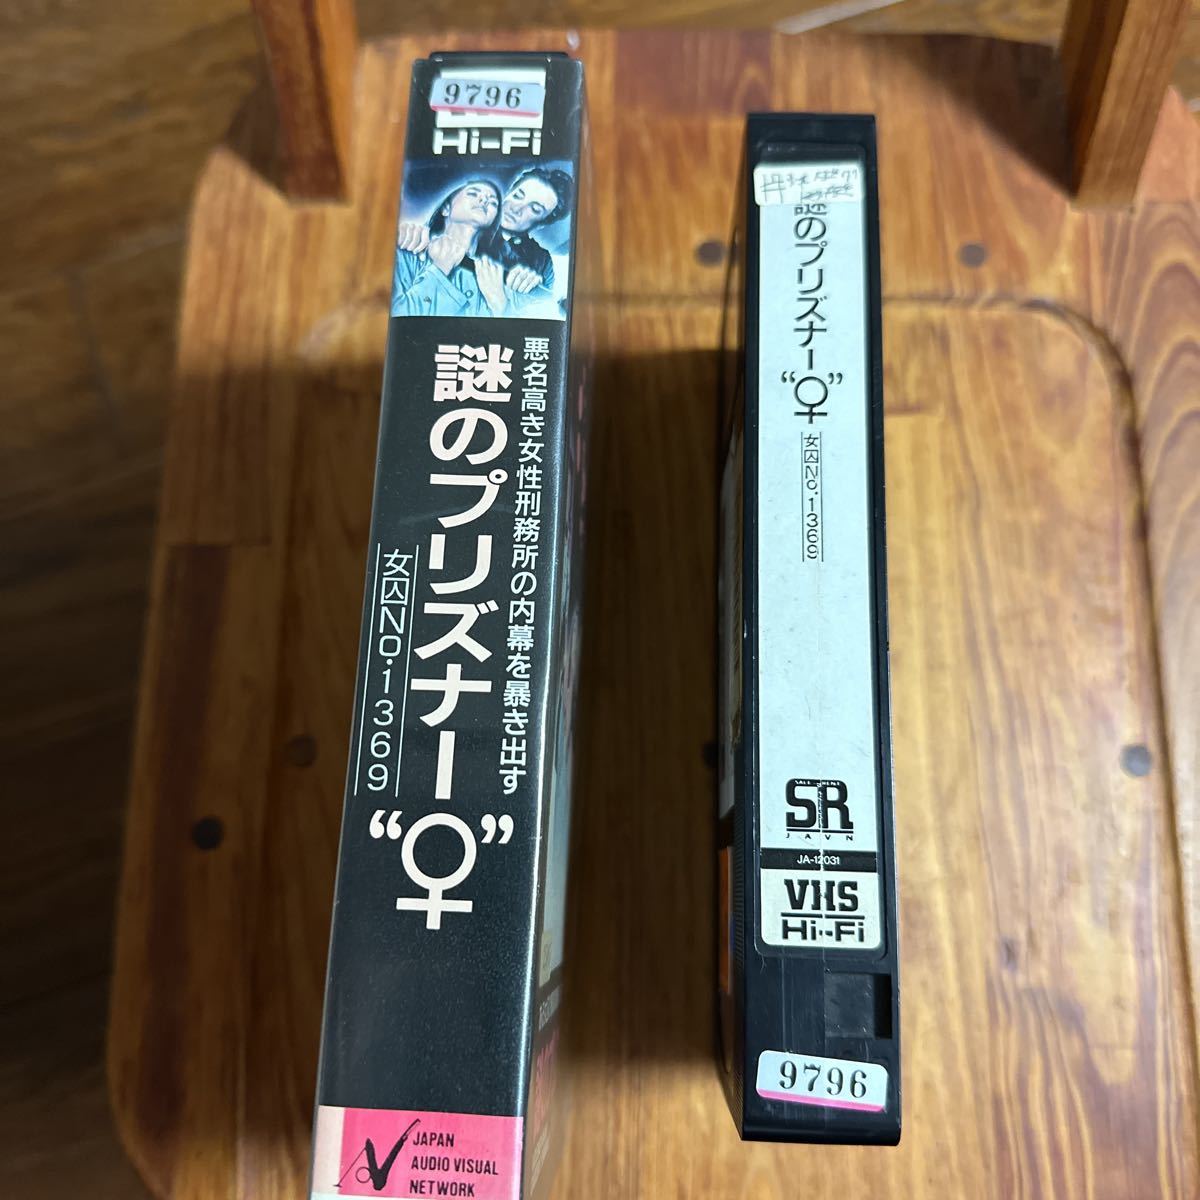 9796
Hi-Fi
悪名高き女性刑務所の内幕を暴き出す
謎のプリズナー“♀”
女囚No.1369
JAPAN
AUDIO VISUAL
NETWORK
謎のプリズナー“♀”
女囚No.1369
SR
JAVN
JA-12031
VHS
Hi-Fi
9796